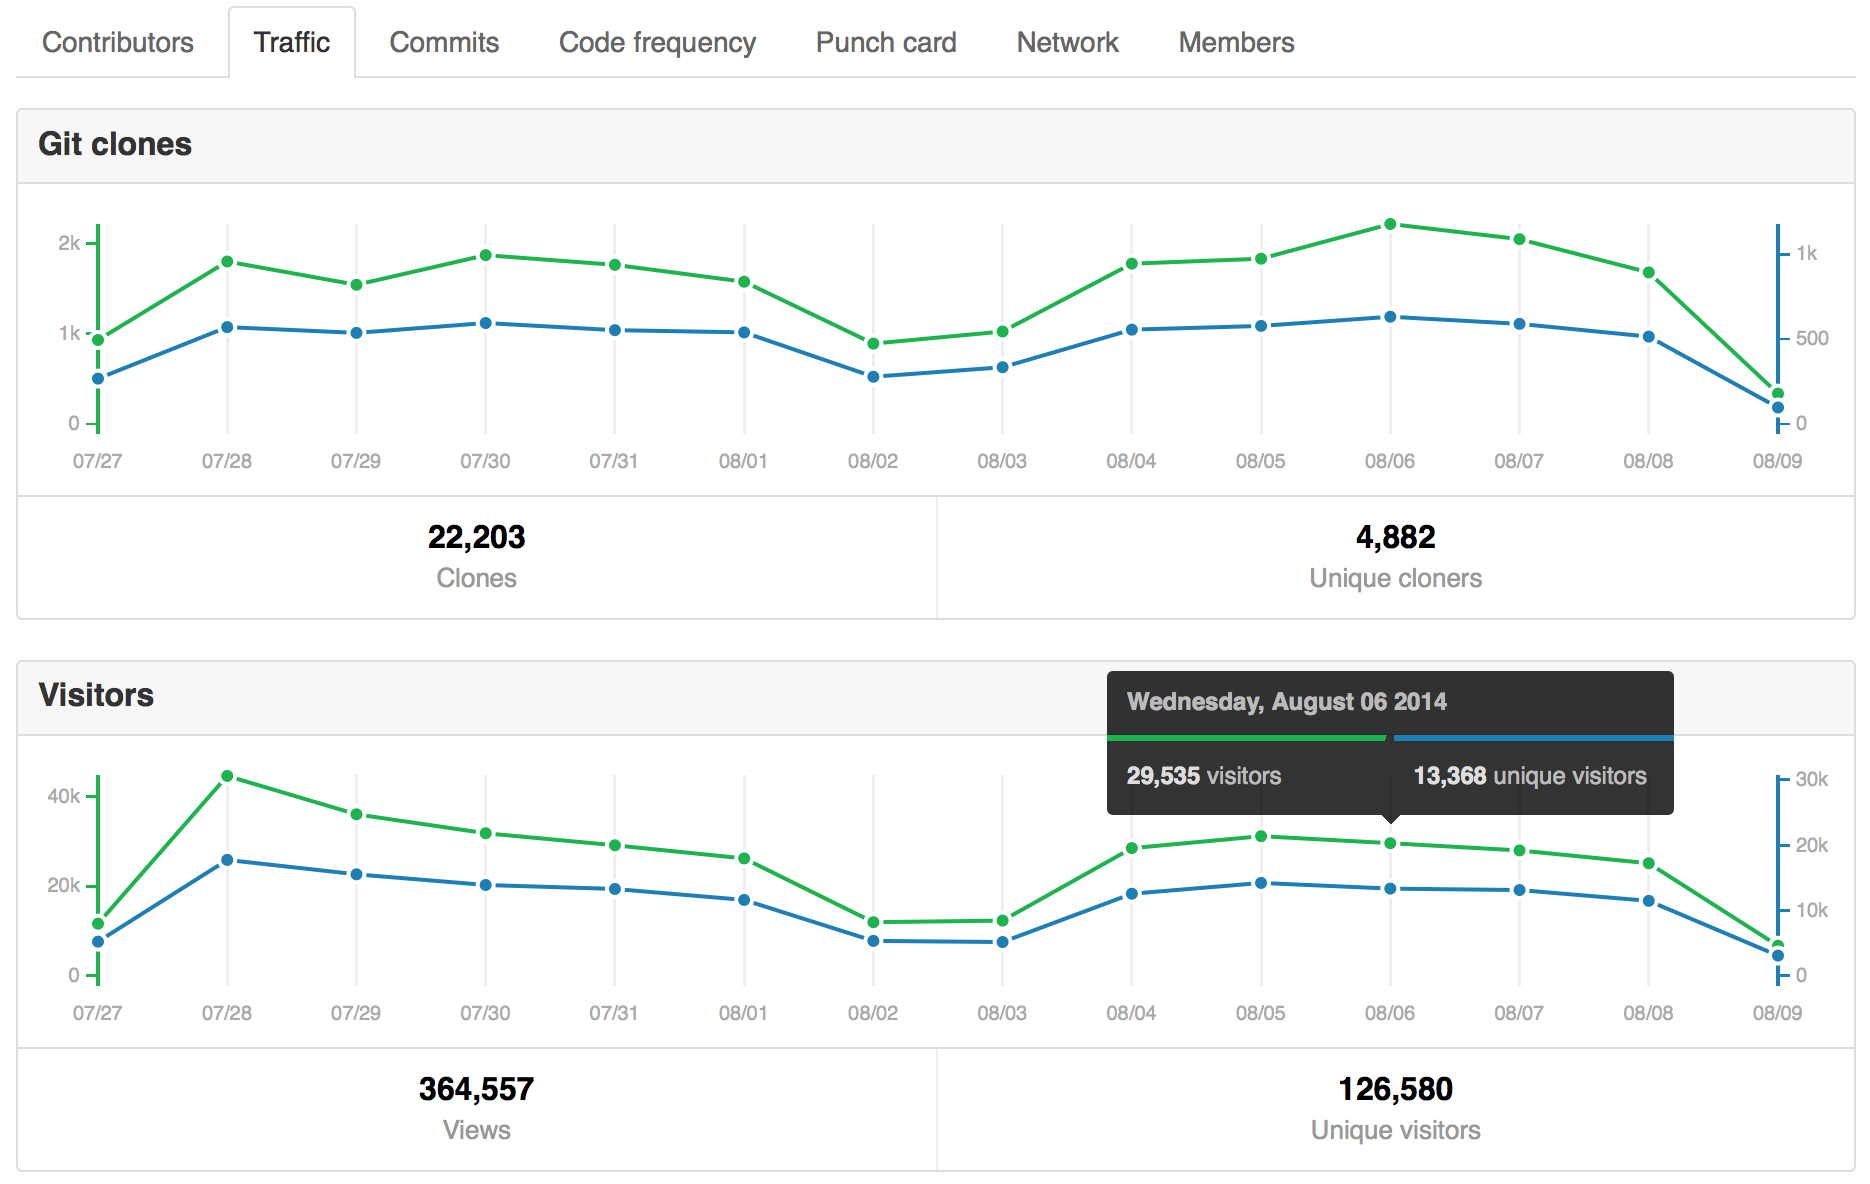 Contributors Traffic Commits Code frequency Punch card Network Members
Git clones
2k
1k
0
1k
500
0
07/27 07/28 07/29 07/30 07/31 08/01 08/02 08/03 08/04 08/05 08/06 08/07 08/08 08/09
22,203
Clones
4,882
Unique cloners
Visitors
Wednesday, August 06 2014
29,535 visitors 13,368 unique visitors
40k
20k
0
30k
20k
10k
0
07/27 07/28 07/29 07/30 07/31 08/01 08/02 08/03 08/04 08/05 08/06 08/07 08/08 08/09
364,557
Views
126,580
Unique visitors